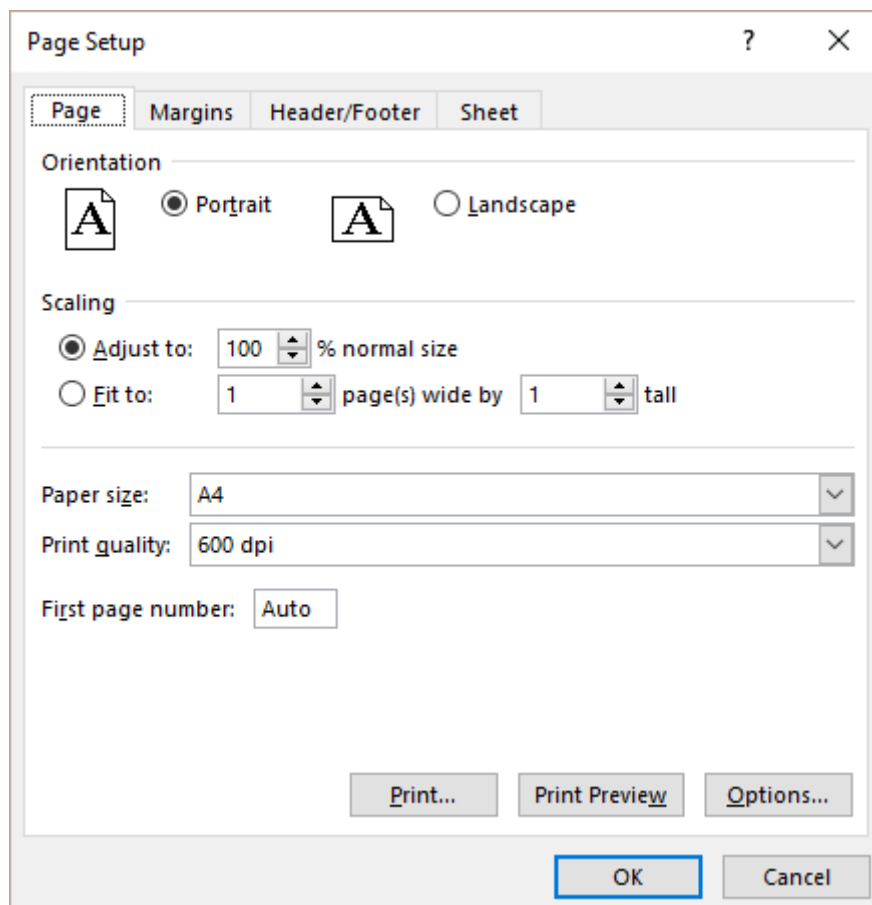 Page Setup ?
Page Margins Header/Footer Sheet
Orientation
A Portrait A Landscape
Scaling
Adjust to: 100 % normal size
Fit to: 1 page(s) wide by 1 tall
Paper size: A4
Print quality: 600 dpi
First page number: Auto
Print... Print Preview Options...
OK Cancel